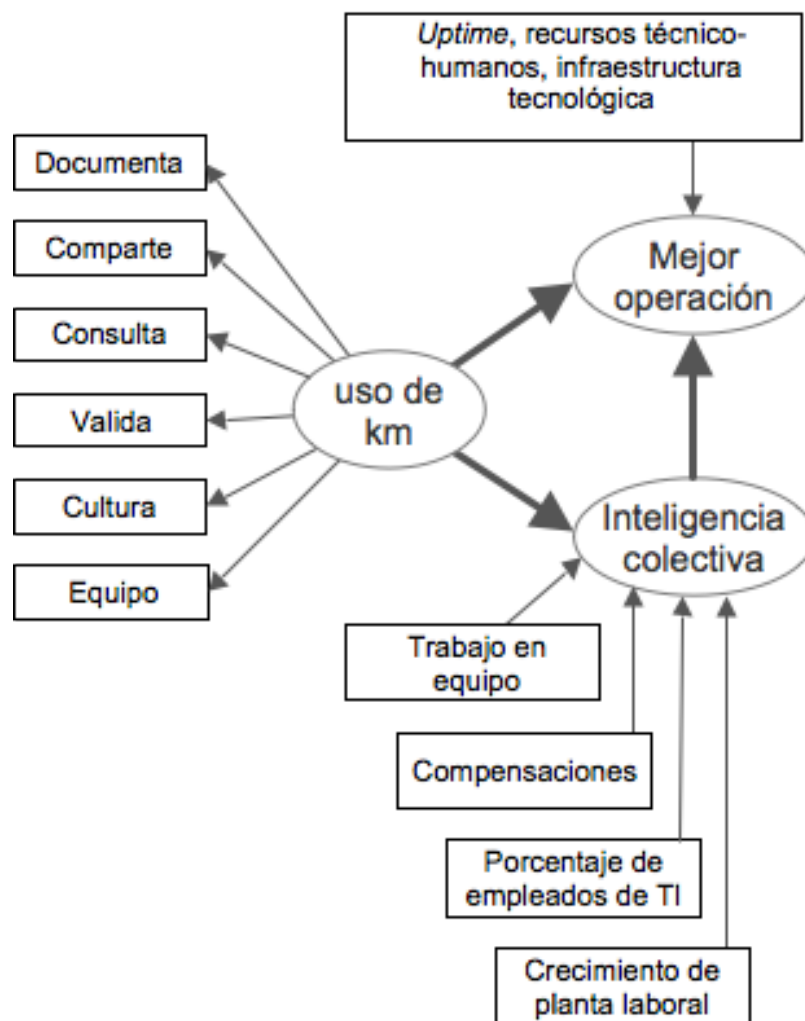 Uptime, recursos técnico-
humanos, infraestructura
tecnológica
Documenta
Comparte
Consulta
Valida
Cultura
Equipo
uso de
km
Mejor
operación
Inteligencia
colectiva
Trabajo en
equipo
Compensaciones
Porcentaje de
empleados de TI
Crecimiento de
planta laboral